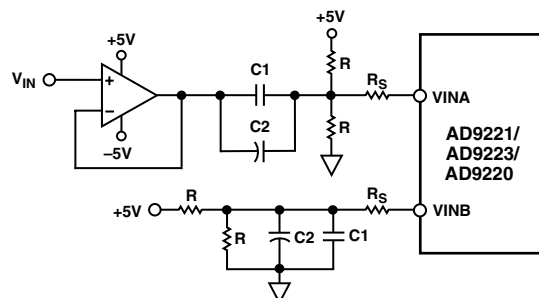 +5V
+5V
V_IN
+
−
C1
R
R_S
VINA
C2
R
−5V
AD9221/
AD9223/
AD9220
+5V
R
R_S
VINB
R
C2
C1